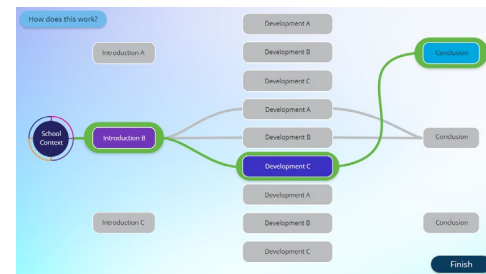 How does this work?
Development A
Introduction A
Development B
Conclusion
Development C
Development A
School
Context
Introduction B
Development B
Conclusion
Development C
Development A
Introduction C
Development B
Conclusion
Development C
Finish